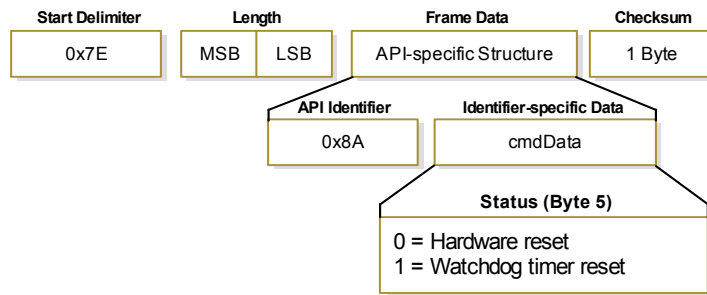 Start Delimiter Length Frame Data Checksum
0x7E MSB LSB API-specific Structure 1 Byte
API Identifier Identifier-specific Data
0x8A cmdData
Status (Byte 5)
0 = Hardware reset
1 = Watchdog timer reset